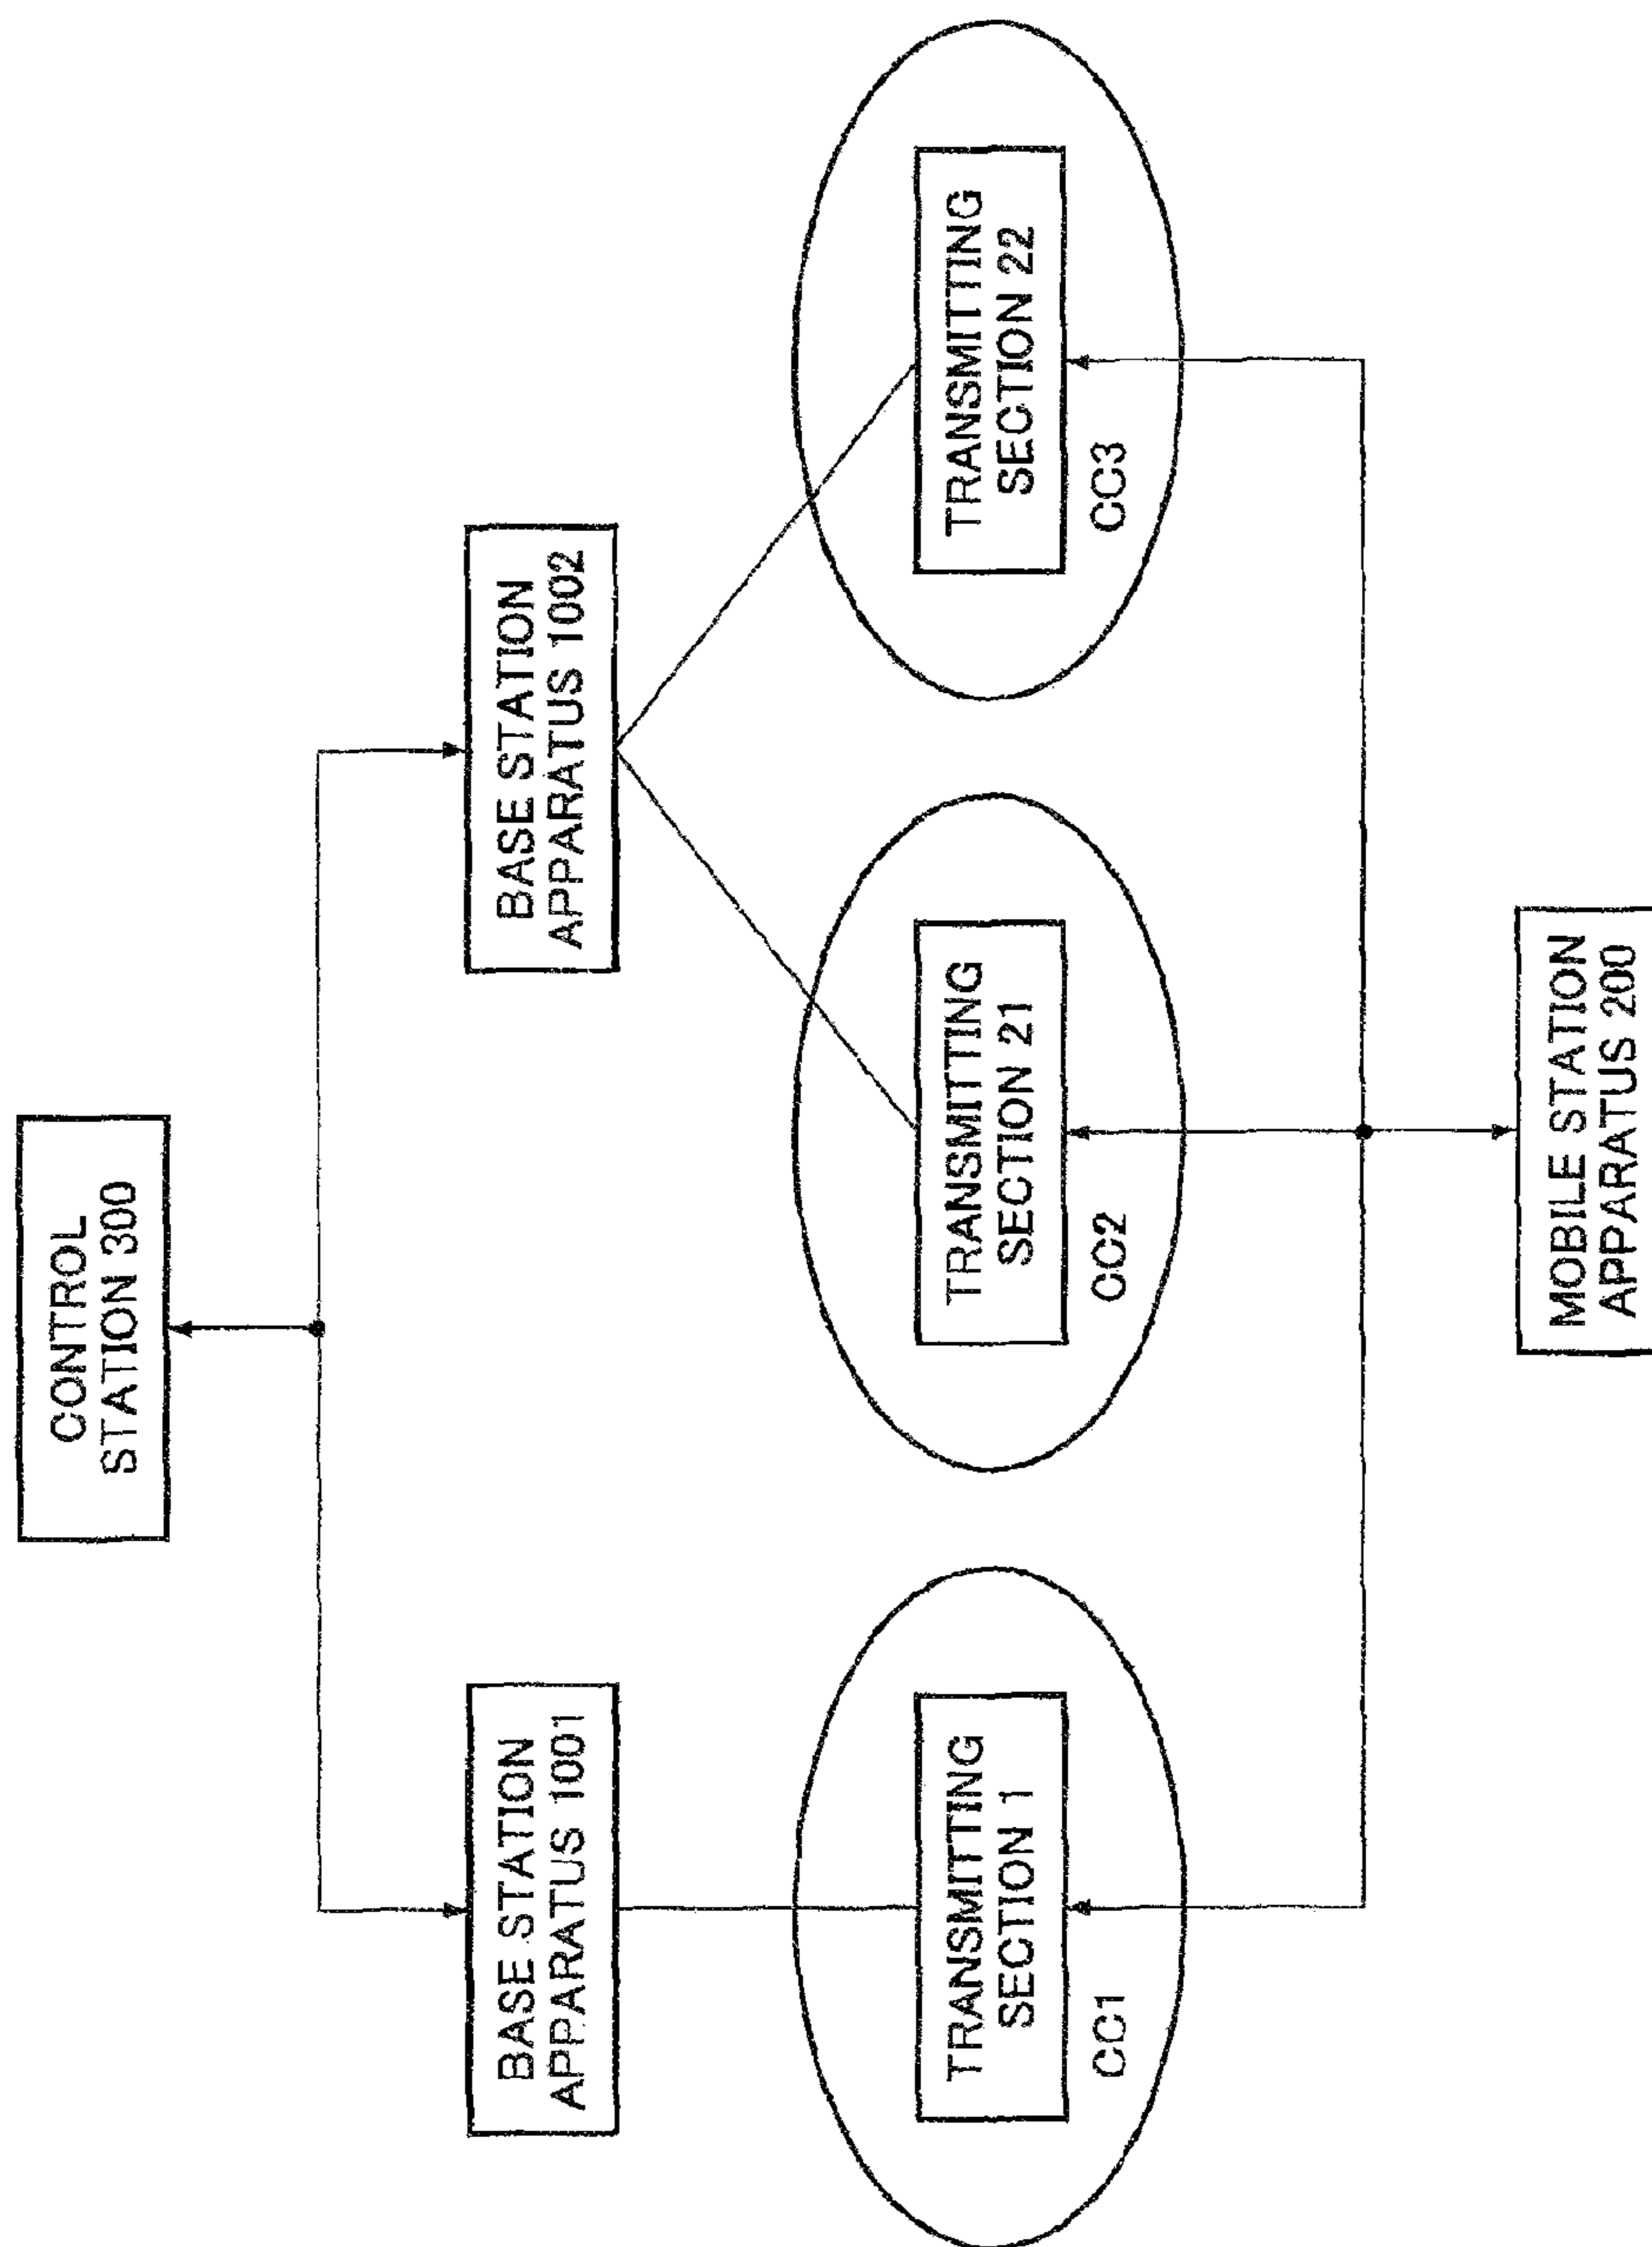 CONTROL
STATION 300
BASE STATION
APPARATUS 1001
BASE STATION
APPARATUS 1002
TRANSMITTING
SECTION 1
CC1
TRANSMITTING
SECTION 21
CC2
TRANSMITTING
SECTION 22
CC3
MOBILE STATION
APPARATUS 200